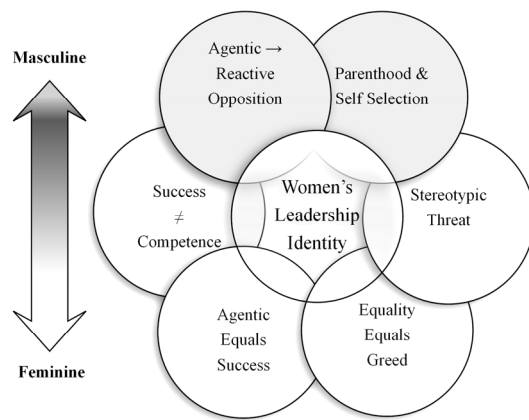 Masculine
Feminine
Agentic →
Reactive
Opposition
Parenthood &
Self Selection
Success
≠
Competence
Women's
Leadership
Identity
Stereotypic
Threat
Agentic
Equals
Success
Equality
Equals
Greed